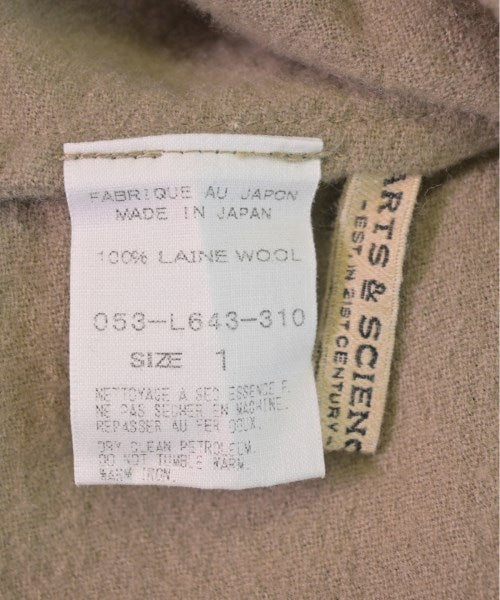 FABRIQUE AU JAPON
MADE IN JAPAN
100% LAINE WOOL
053-L643-310
SIZE 1
NETTOYAGE A SEC ESSENCE F.
NE PAS SECHER EN MACHINE.
REPASSER AU FER DOUX.
DRY CLEAN PETROLEUM.
DO NOT TUMBLE WARM.
WARM IRON.
ARTS & SCIENC
-EST. IN 21ST CENTURY-